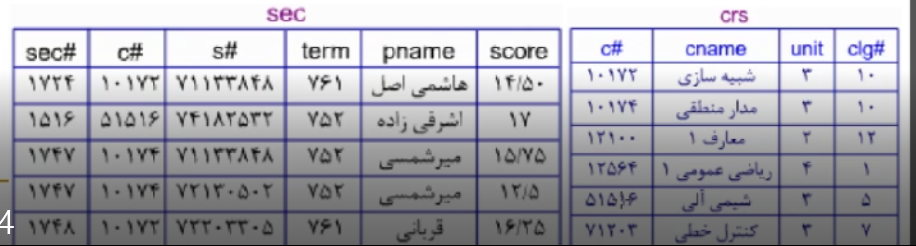 sec
sec# c# s# term pname score
۱۷۲۴ ۱۰۱۷۲ ۷۱۱۳۳۸۴۸ ۷۶۱ هاشمی اصل ۱۴/۵۰
۱۵۱۶ ۵۱۵۱۶ ۷۴۱۸۲۵۳۲ ۷۵۲ اشرفی زاده ۱۷
۱۷۴۷ ۱۰۱۷۴ ۷۱۱۳۳۸۴۸ ۷۵۲ میرشمسی ۱۵/۷۵
۱۷۴۷ ۱۰۱۷۴ ۷۲۱۳۰۵۰۲ ۷۵۲ میرشمسی ۱۲/۵
۱۷۴۸ ۱۰۱۷۲ ۷۲۲۰۳۳۰۵ ۷۶۱ قربانی ۱۶/۲۵
crs
c# cname unit clg#
۱۰۱۷۲ شبیه سازی ۳ ۱۰
۱۰۱۷۴ مدار منطقی ۳ ۱۰
۱۲۱۰۰ معارف ۱ ۲ ۱۲
۱۲۵۶۴ ریاضی عمومی ۱ ۴ ۱
۵۱۵۱۶ شیمی آلی ۳ ۵
۷۱۲۰۳ کنترل خطی ۳ ۷
4